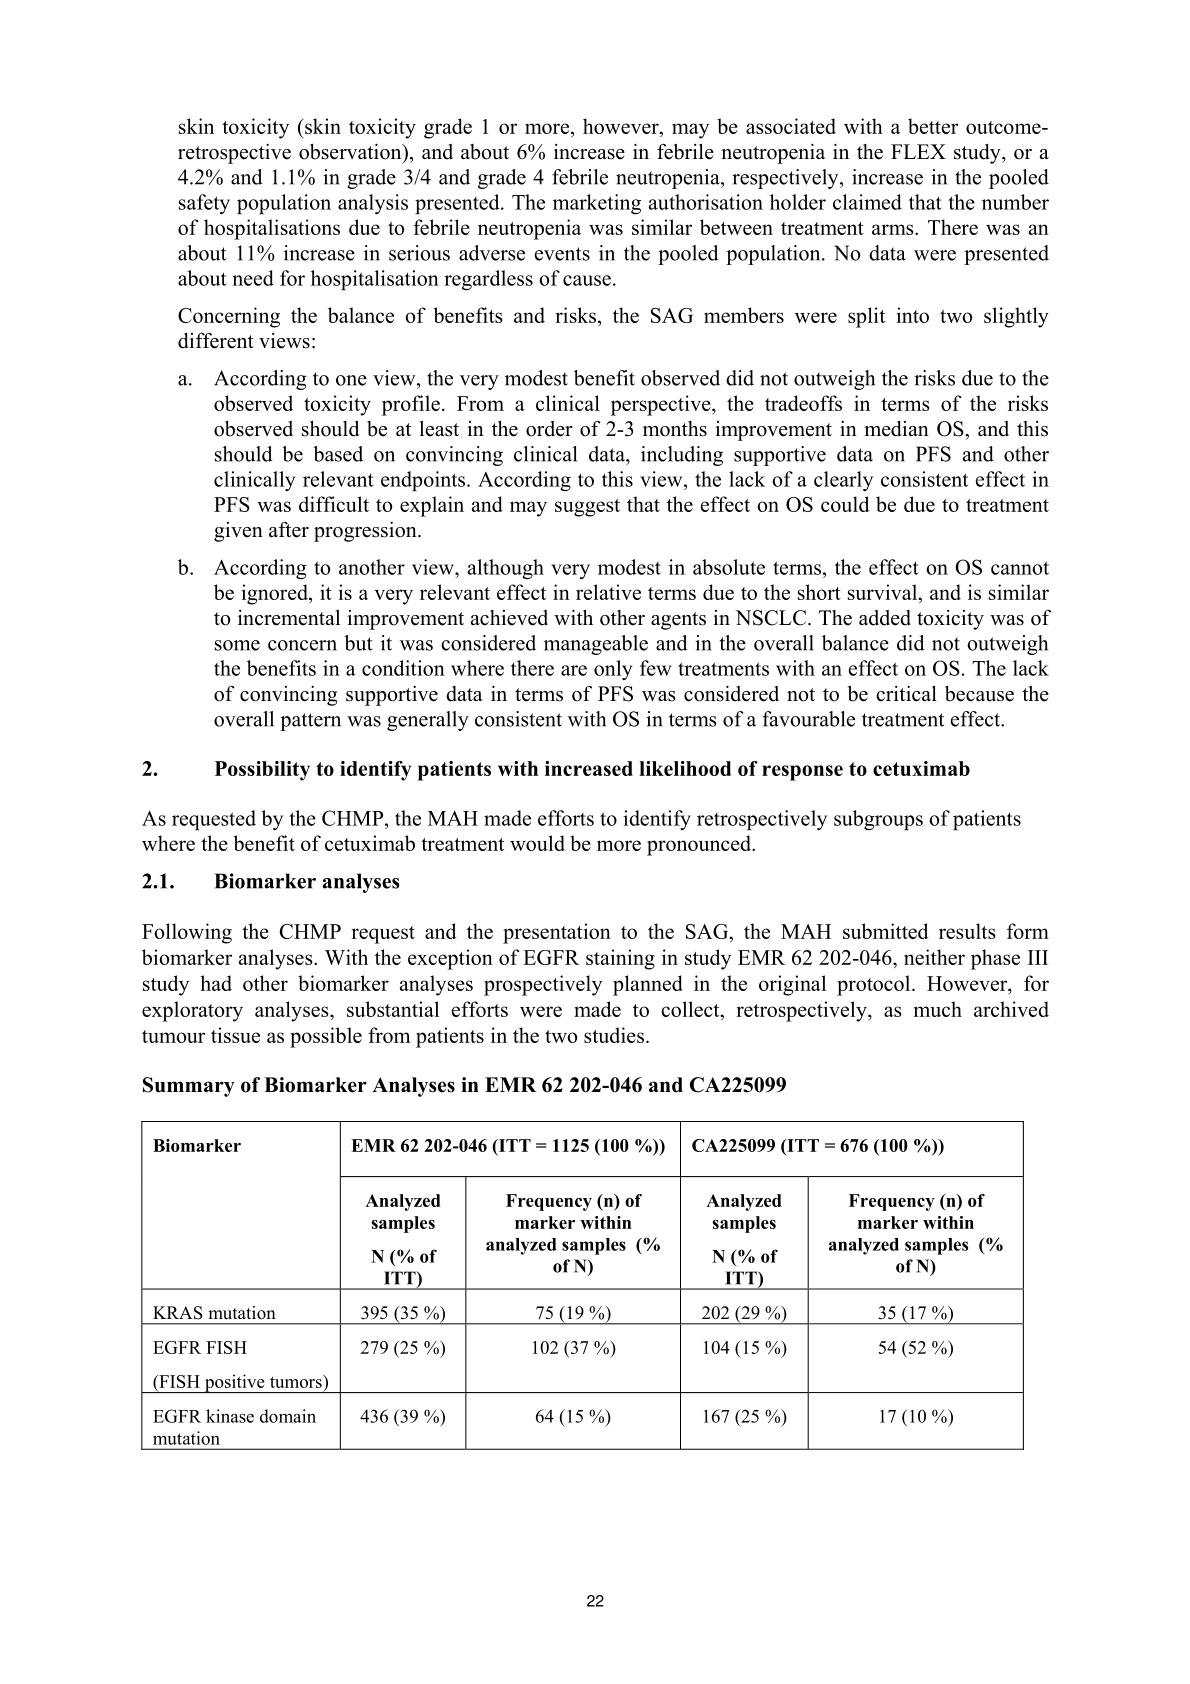 skin toxicity (skin toxicity grade 1 or more, however, may be associated with a better outcome-
retrospective observation), and about 6% increase in febrile neutropenia in the FLEX study, or a
4.2% and 1.1% in grade 3/4 and grade 4 febrile neutropenia, respectively, increase in the pooled
safety population analysis presented. The marketing authorisation holder claimed that the number
of hospitalisations due to febrile neutropenia was similar between treatment arms. There was an
about 11% increase in serious adverse events in the pooled population. No data were presented
about need for hospitalisation regardless of cause.
Concerning the balance of benefits and risks, the SAG members were split into two slightly
different views:
a. According to one view, the very modest benefit observed did not outweigh the risks due to the
observed toxicity profile. From a clinical perspective, the tradeoffs in terms of the risks
observed should be at least in the order of 2-3 months improvement in median OS, and this
should be based on convincing clinical data, including supportive data on PFS and other
clinically relevant endpoints. According to this view, the lack of a clearly consistent effect in
PFS was difficult to explain and may suggest that the effect on OS could be due to treatment
given after progression.
b. According to another view, although very modest in absolute terms, the effect on OS cannot
be ignored, it is a very relevant effect in relative terms due to the short survival, and is similar
to incremental improvement achieved with other agents in NSCLC. The added toxicity was of
some concern but it was considered manageable and in the overall balance did not outweigh
the benefits in a condition where there are only few treatments with an effect on OS. The lack
of convincing supportive data in terms of PFS was considered not to be critical because the
overall pattern was generally consistent with OS in terms of a favourable treatment effect.
2. Possibility to identify patients with increased likelihood of response to cetuximab
As requested by the CHMP, the MAH made efforts to identify retrospectively subgroups of patients
where the benefit of cetuximab treatment would be more pronounced.
2.1. Biomarker analyses
Following the CHMP request and the presentation to the SAG, the MAH submitted results form
biomarker analyses. With the exception of EGFR staining in study EMR 62 202-046, neither phase III
study had other biomarker analyses prospectively planned in the original protocol. However, for
exploratory analyses, substantial efforts were made to collect, retrospectively, as much archived
tumour tissue as possible from patients in the two studies.
Summary of Biomarker Analyses in EMR 62 202-046 and CA225099
Biomarker EMR 62 202-046 (ITT = 1125 (100 %)) CA225099 (ITT = 676 (100 %))
Analyzed Frequency (n) of Analyzed Frequency (n) of
samples marker within samples marker within
analyzed samples (% analyzed samples (%
N (% of of N) N (% of of N)
ITT) ITT)
KRAS mutation 395 (35 %) 75 (19 %) 202 (29 %) 35 (17 %)
EGFR FISH 279 (25 %) 102 (37 %) 104 (15 %) 54 (52 %)
(FISH positive tumors)
EGFR kinase domain 436 (39 %) 64 (15 %) 167 (25 %) 17 (10 %)
mutation
22